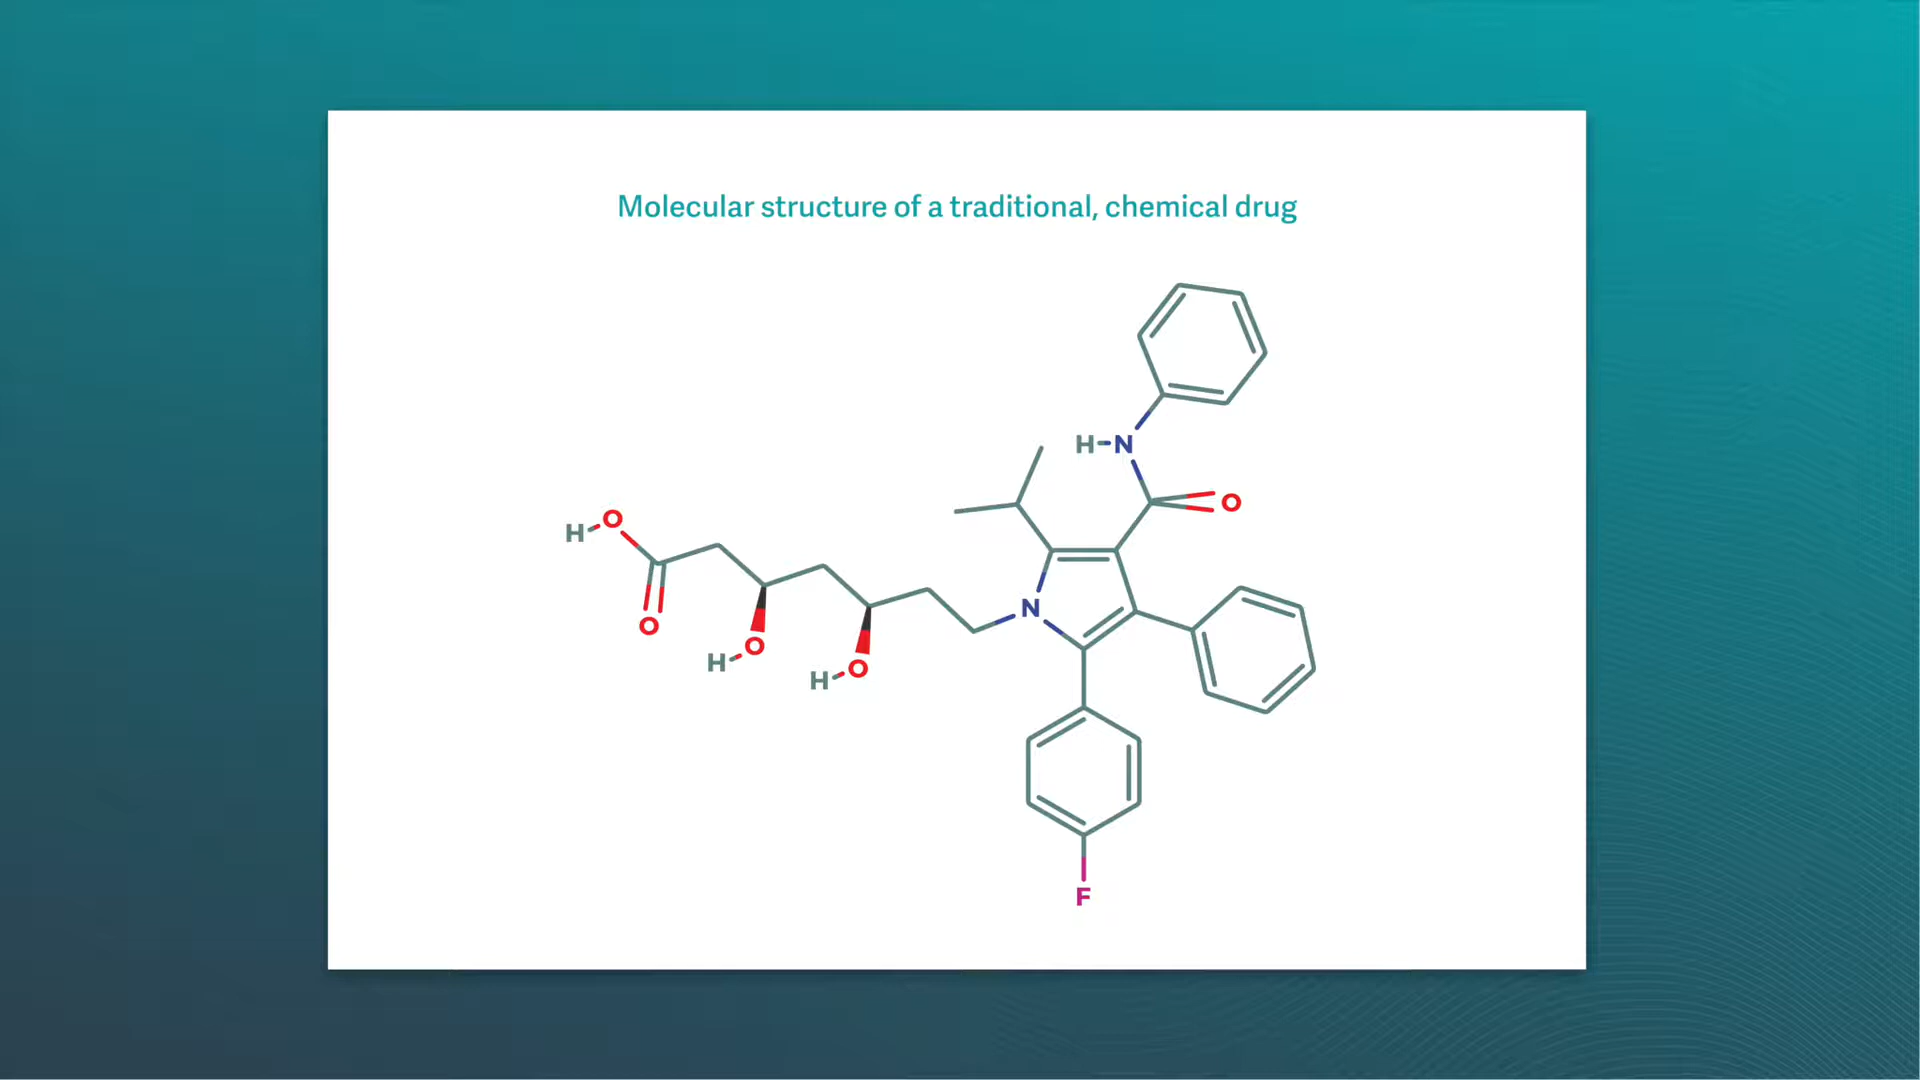 Molecular structure of a traditional, chemical drug
H N
O
H O
N
O
H O
H O
F